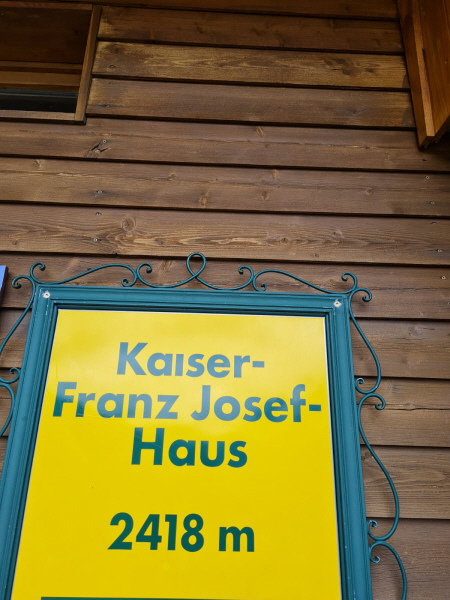 Kaiser-
Franz Josef-
Haus
2418 m